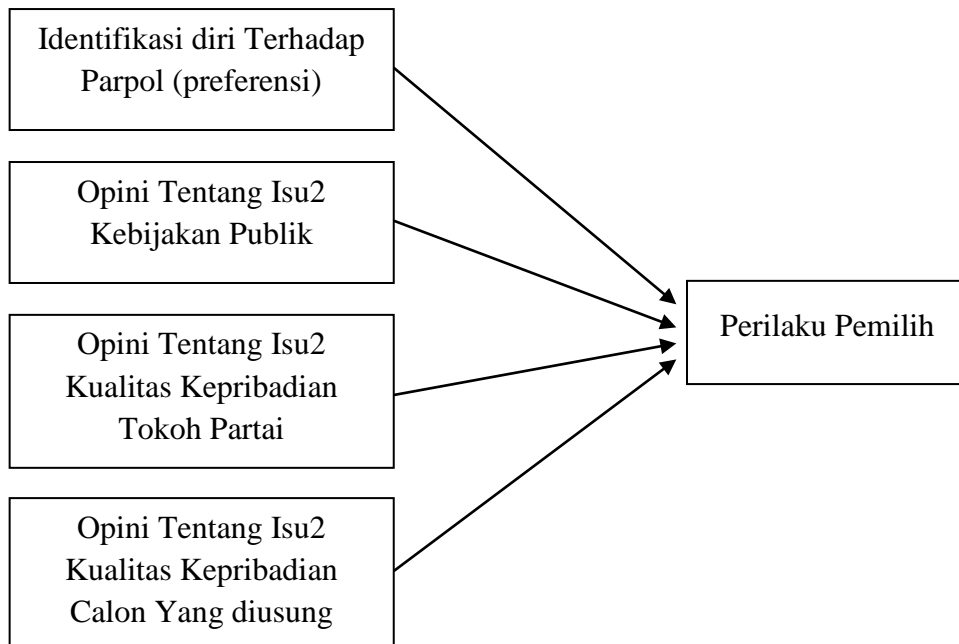 Identifikasi diri Terhadap
Parpol (preferensi)
Opini Tentang Isu2
Kebijakan Publik
Opini Tentang Isu2
Kualitas Kepribadian
Tokoh Partai
Opini Tentang Isu2
Kualitas Kepribadian
Calon Yang diusung
Perilaku Pemilih